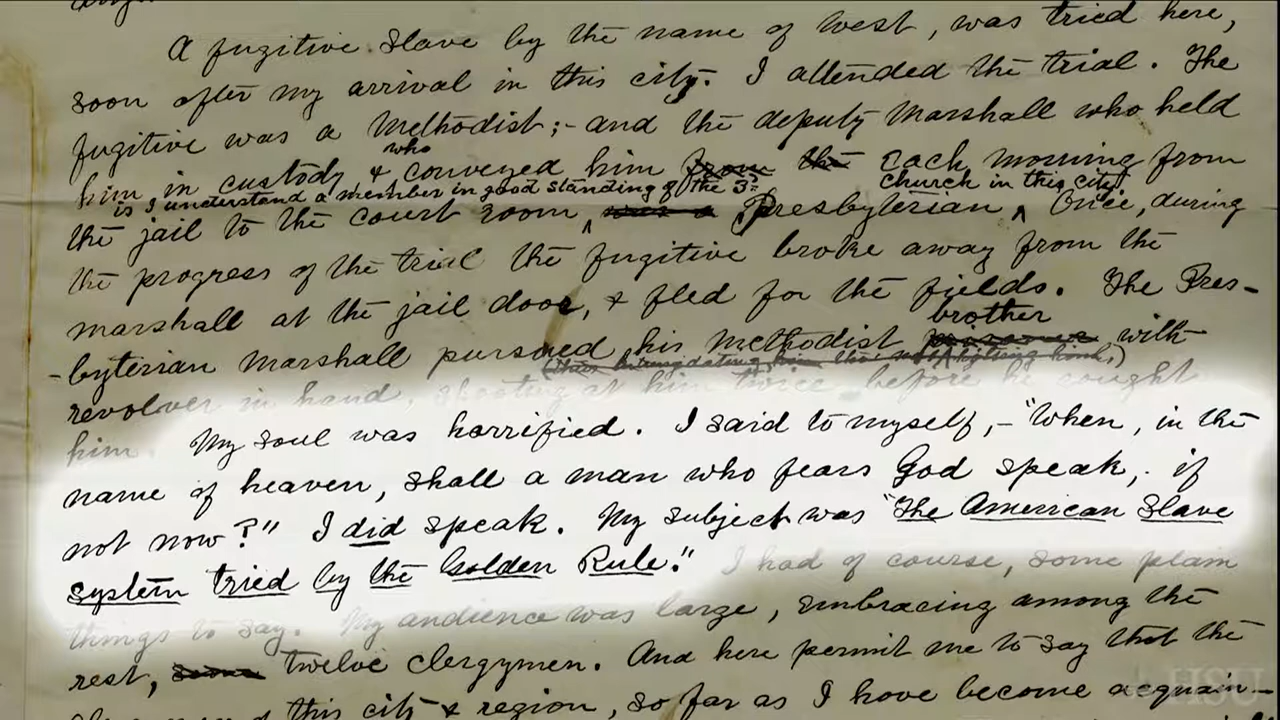 A fugitive slave by the name of West, was tried here,
soon after my arrival in this city. I attended the trial. The
fugitive was a Methodist;- and the deputy Marshall who held
who
him in custody & conveyed him from the each morning from
is I understand a member in good standing of the 3d church in this city
the jail to the court room, was a Presbyterian. Once, during
the progress of the trial the fugitive broke away from the
marshall at the jail door, & fled for the fields. The Pres-
brother
-byterian Marshall pursued his Methodist with
revolver in hand, shooting at him twice before he caught
him. My soul was horrified. I said to myself,- "When, in the
name of heaven, shall a man who fears God speak, if
not now?" I did speak. My subject was "The American Slave
system tried by the Golden Rule." I had of course, some plain
things to say. My audience was large, embracing among the
rest, some twelve clergymen. And here permit me to say that the
of this city & region, so far as I have become acquain-
HSU